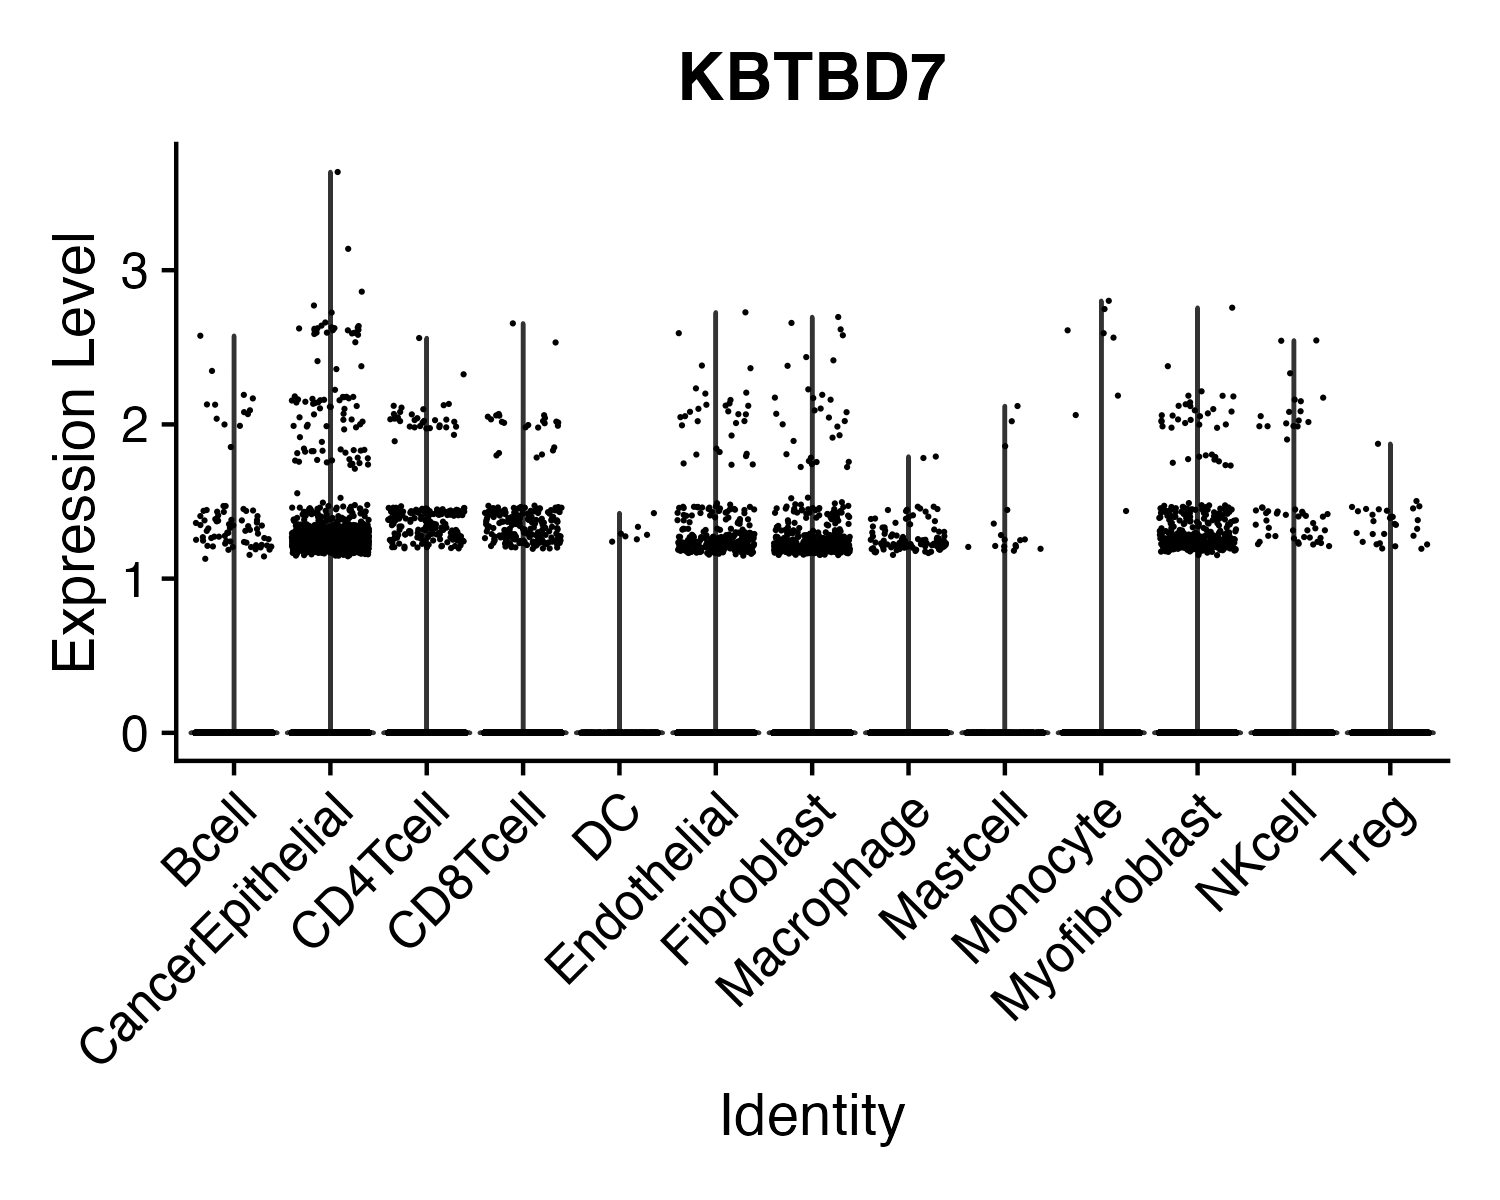 KBTBD7
Expression Level
3
2
1
0
Bcell
CancerEpithelial
CD4Tcell
CD8Tcell
DC
Endothelial
Fibroblast
Macrophage
Mastcell
Monocyte
Myofibroblast
NKcell
Treg
Identity